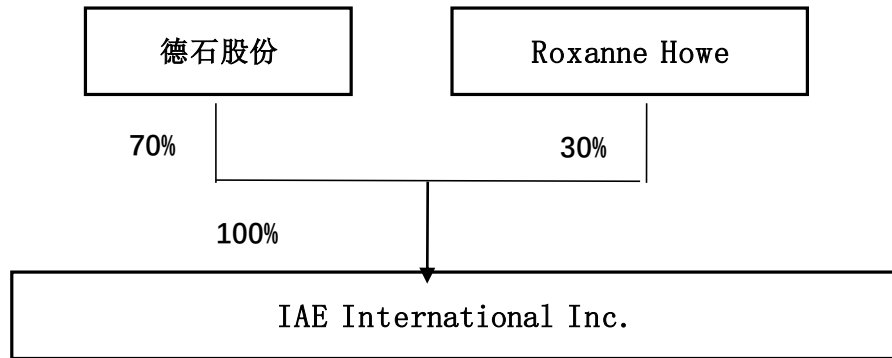 德石股份
Roxanne Howe
70%
30%
100%
IAE International Inc.